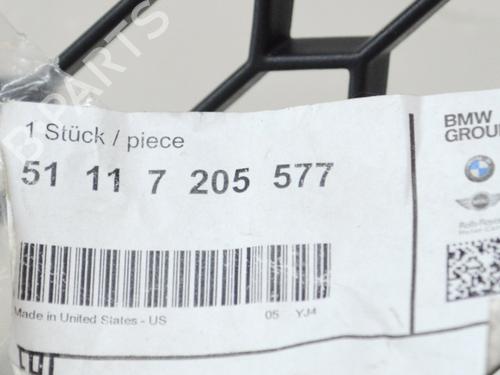 B PARTS
1 Stück / piece
51 11 7 205 577
BMW
GROUP
Made in United States - US
05 YJ4